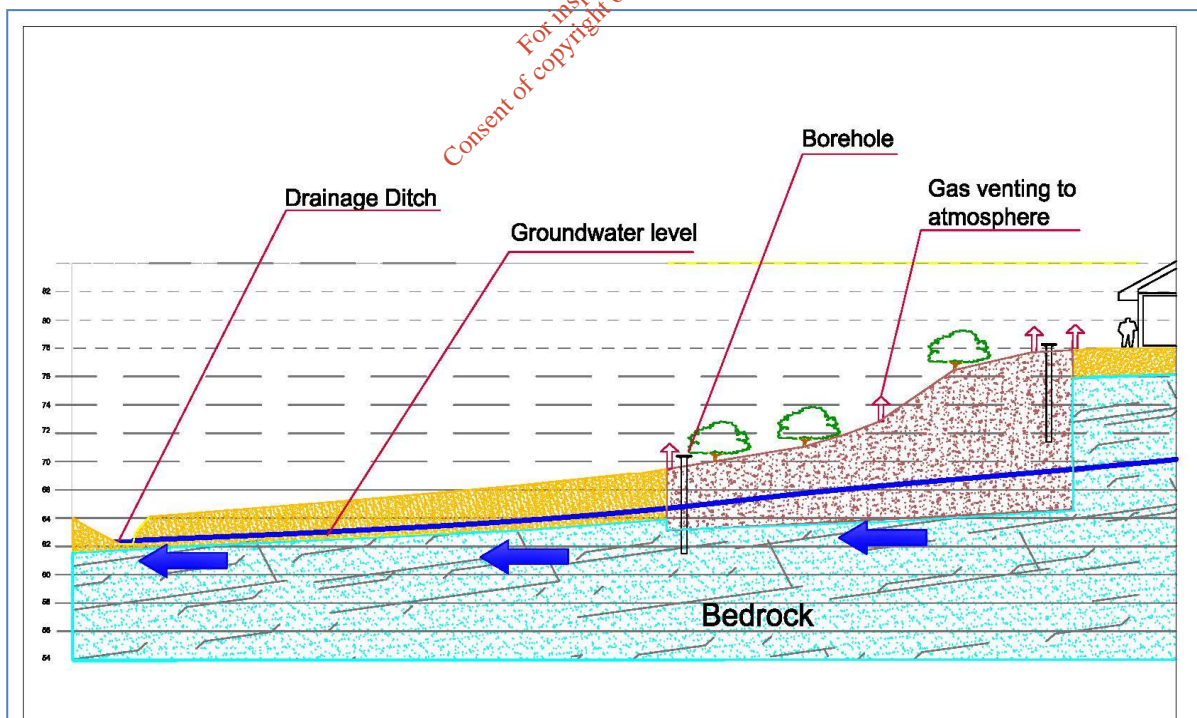 For insp
Consent of copyright o
Borehole
Drainage Ditch
Gas venting to
atmosphere
Groundwater level
82
80
78
76
74
72
70
68
66
64
62
60
58
56
54
Bedrock